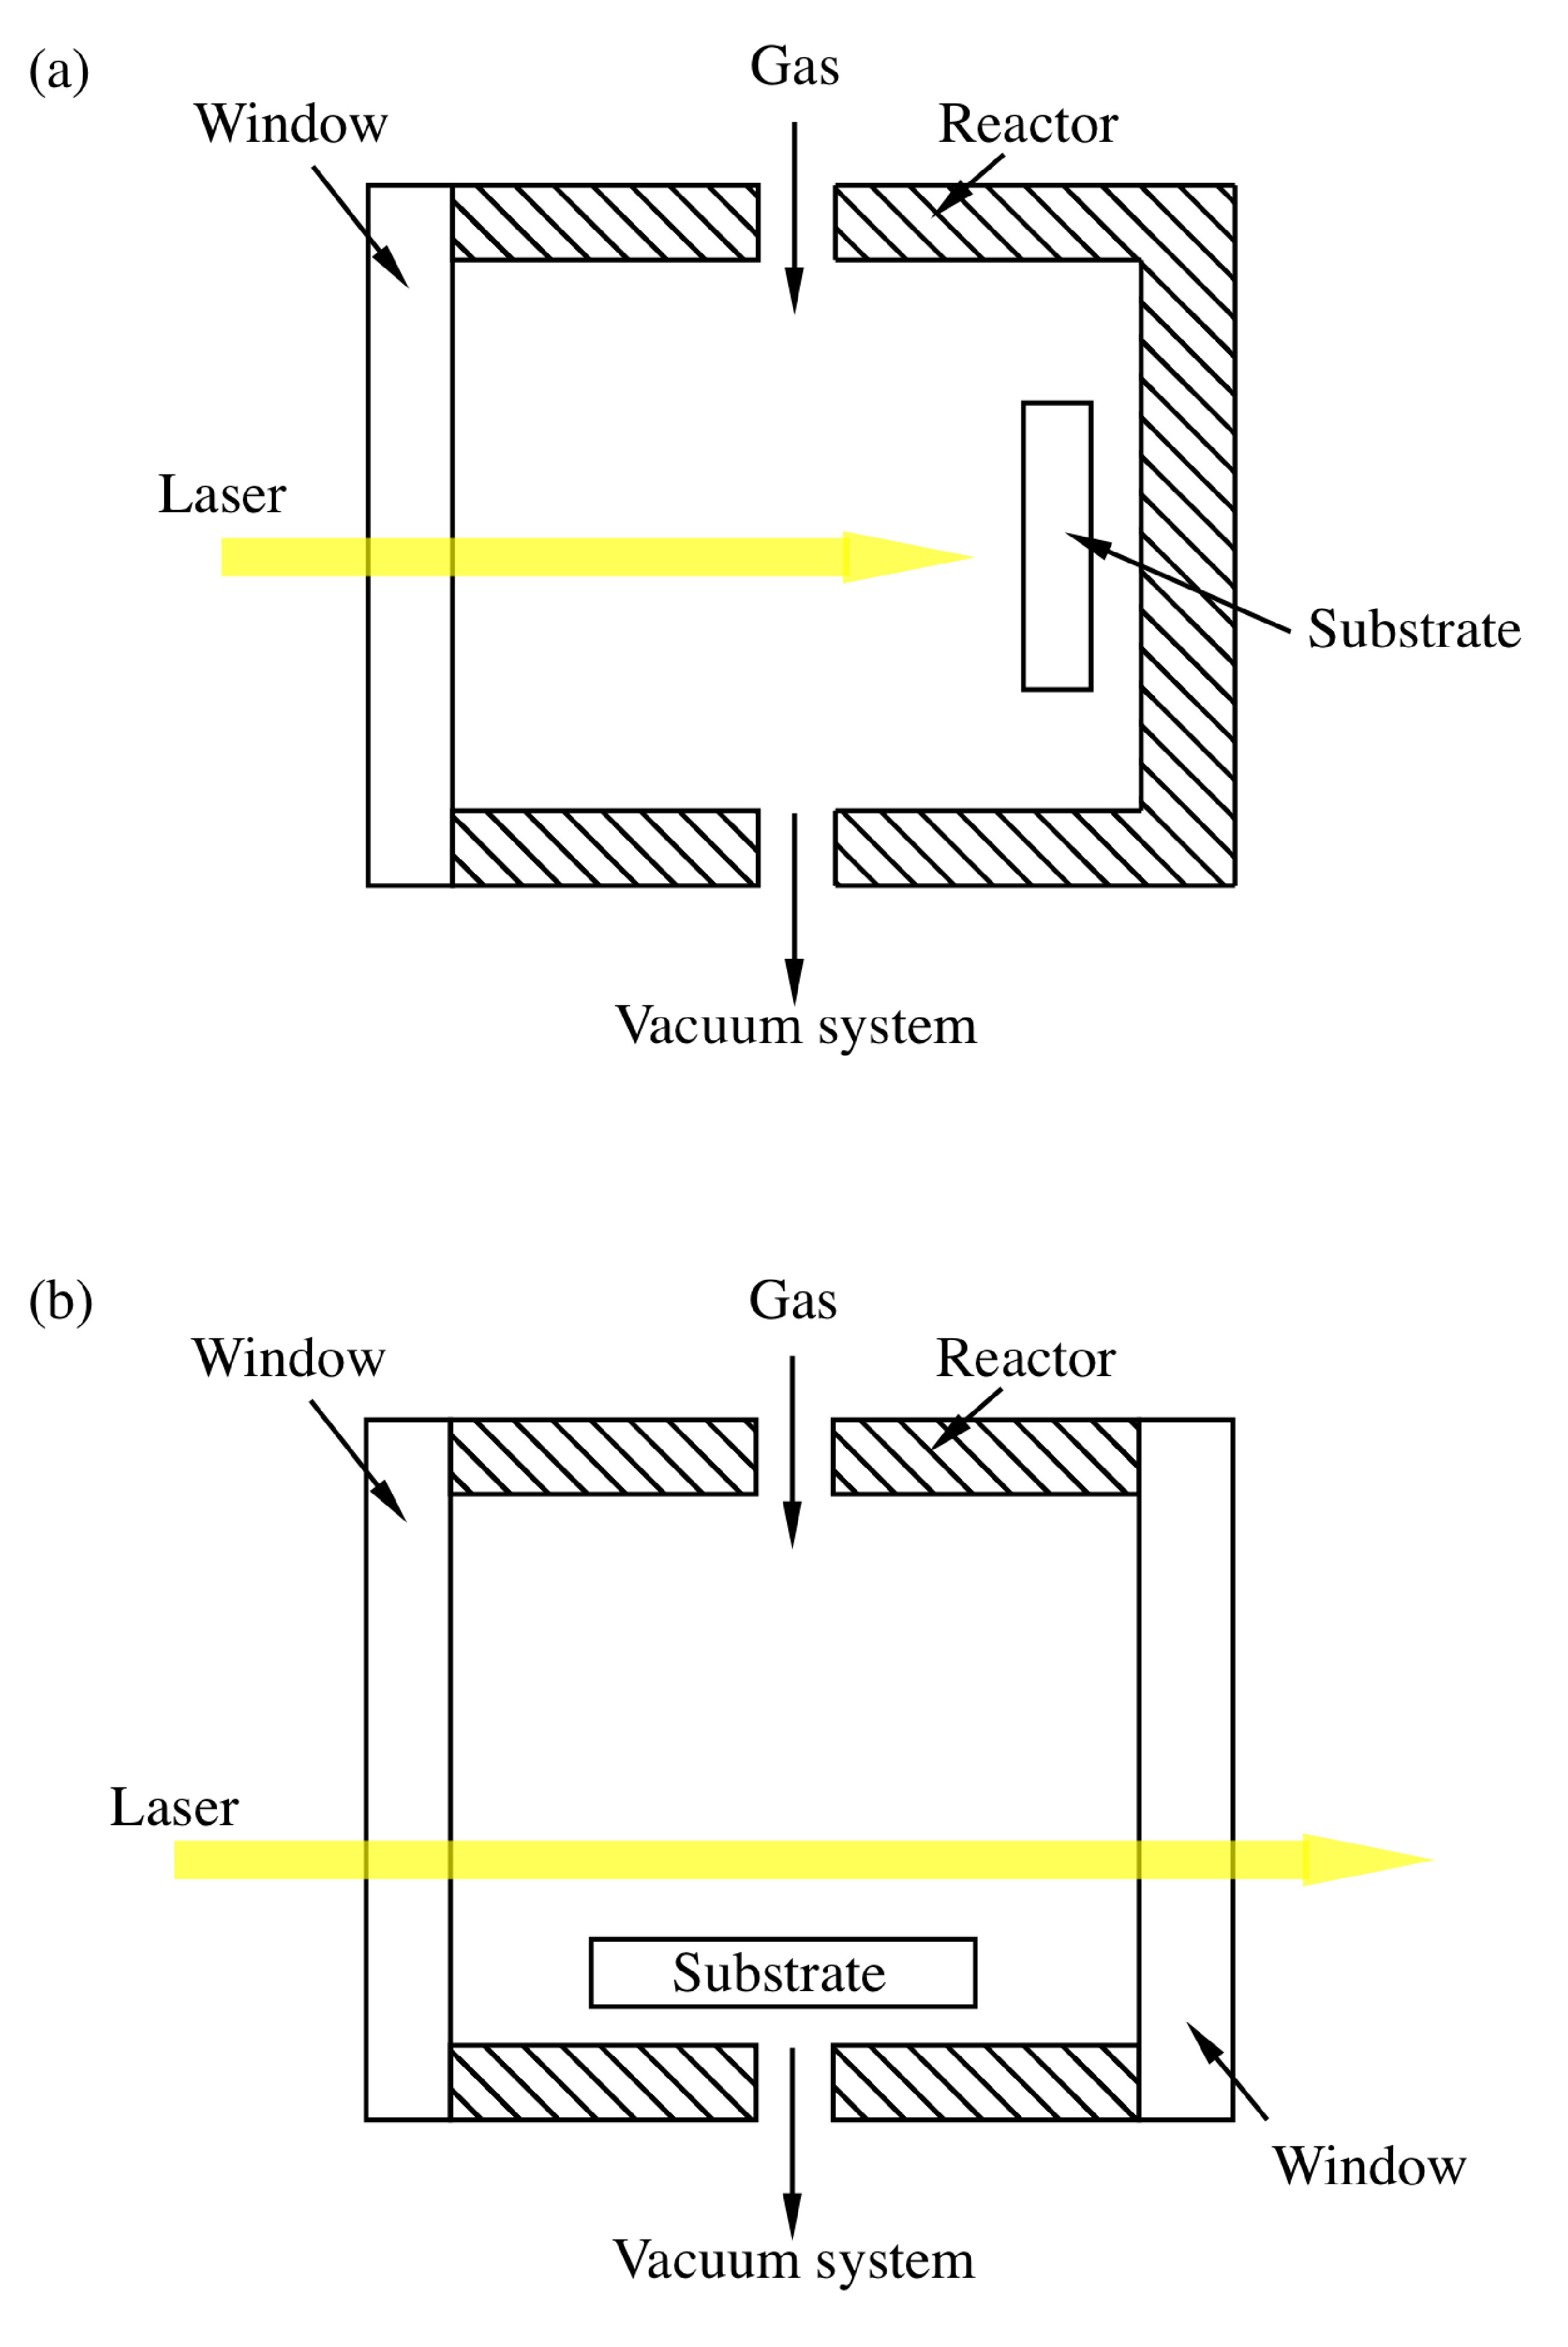 (a)
Gas
Window
Reactor
Laser
Substrate
Vacuum system
(b)
Gas
Window
Reactor
Laser
Substrate
Window
Vacuum system